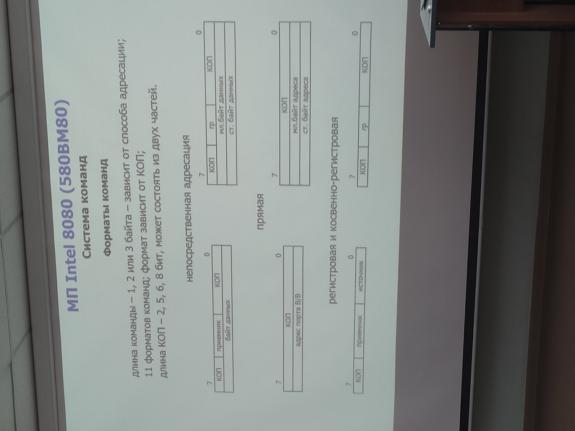 МП Intel 8080 (580ВМ80)
Система команд
Форматы команд
длина команды – 1, 2 или 3 байта – зависит от способа адресации;
11 форматов команд; формат зависит от КОП;
длина КОП – 2, 5, 6, 8 бит, может состоять из двух частей.
непосредственная адресация
7 0
КОП приемник КОП
байт данных
7 0
КОП rp КОП
мл.байт данных
ст. байт данных
прямая
7 0
КОП
адрес порта В/В
7 0
КОП
мл.байт адреса
ст. байт адреса
регистровая и косвенно-регистровая
7 0
КОП приемник источник
7 0
КОП rp КОП